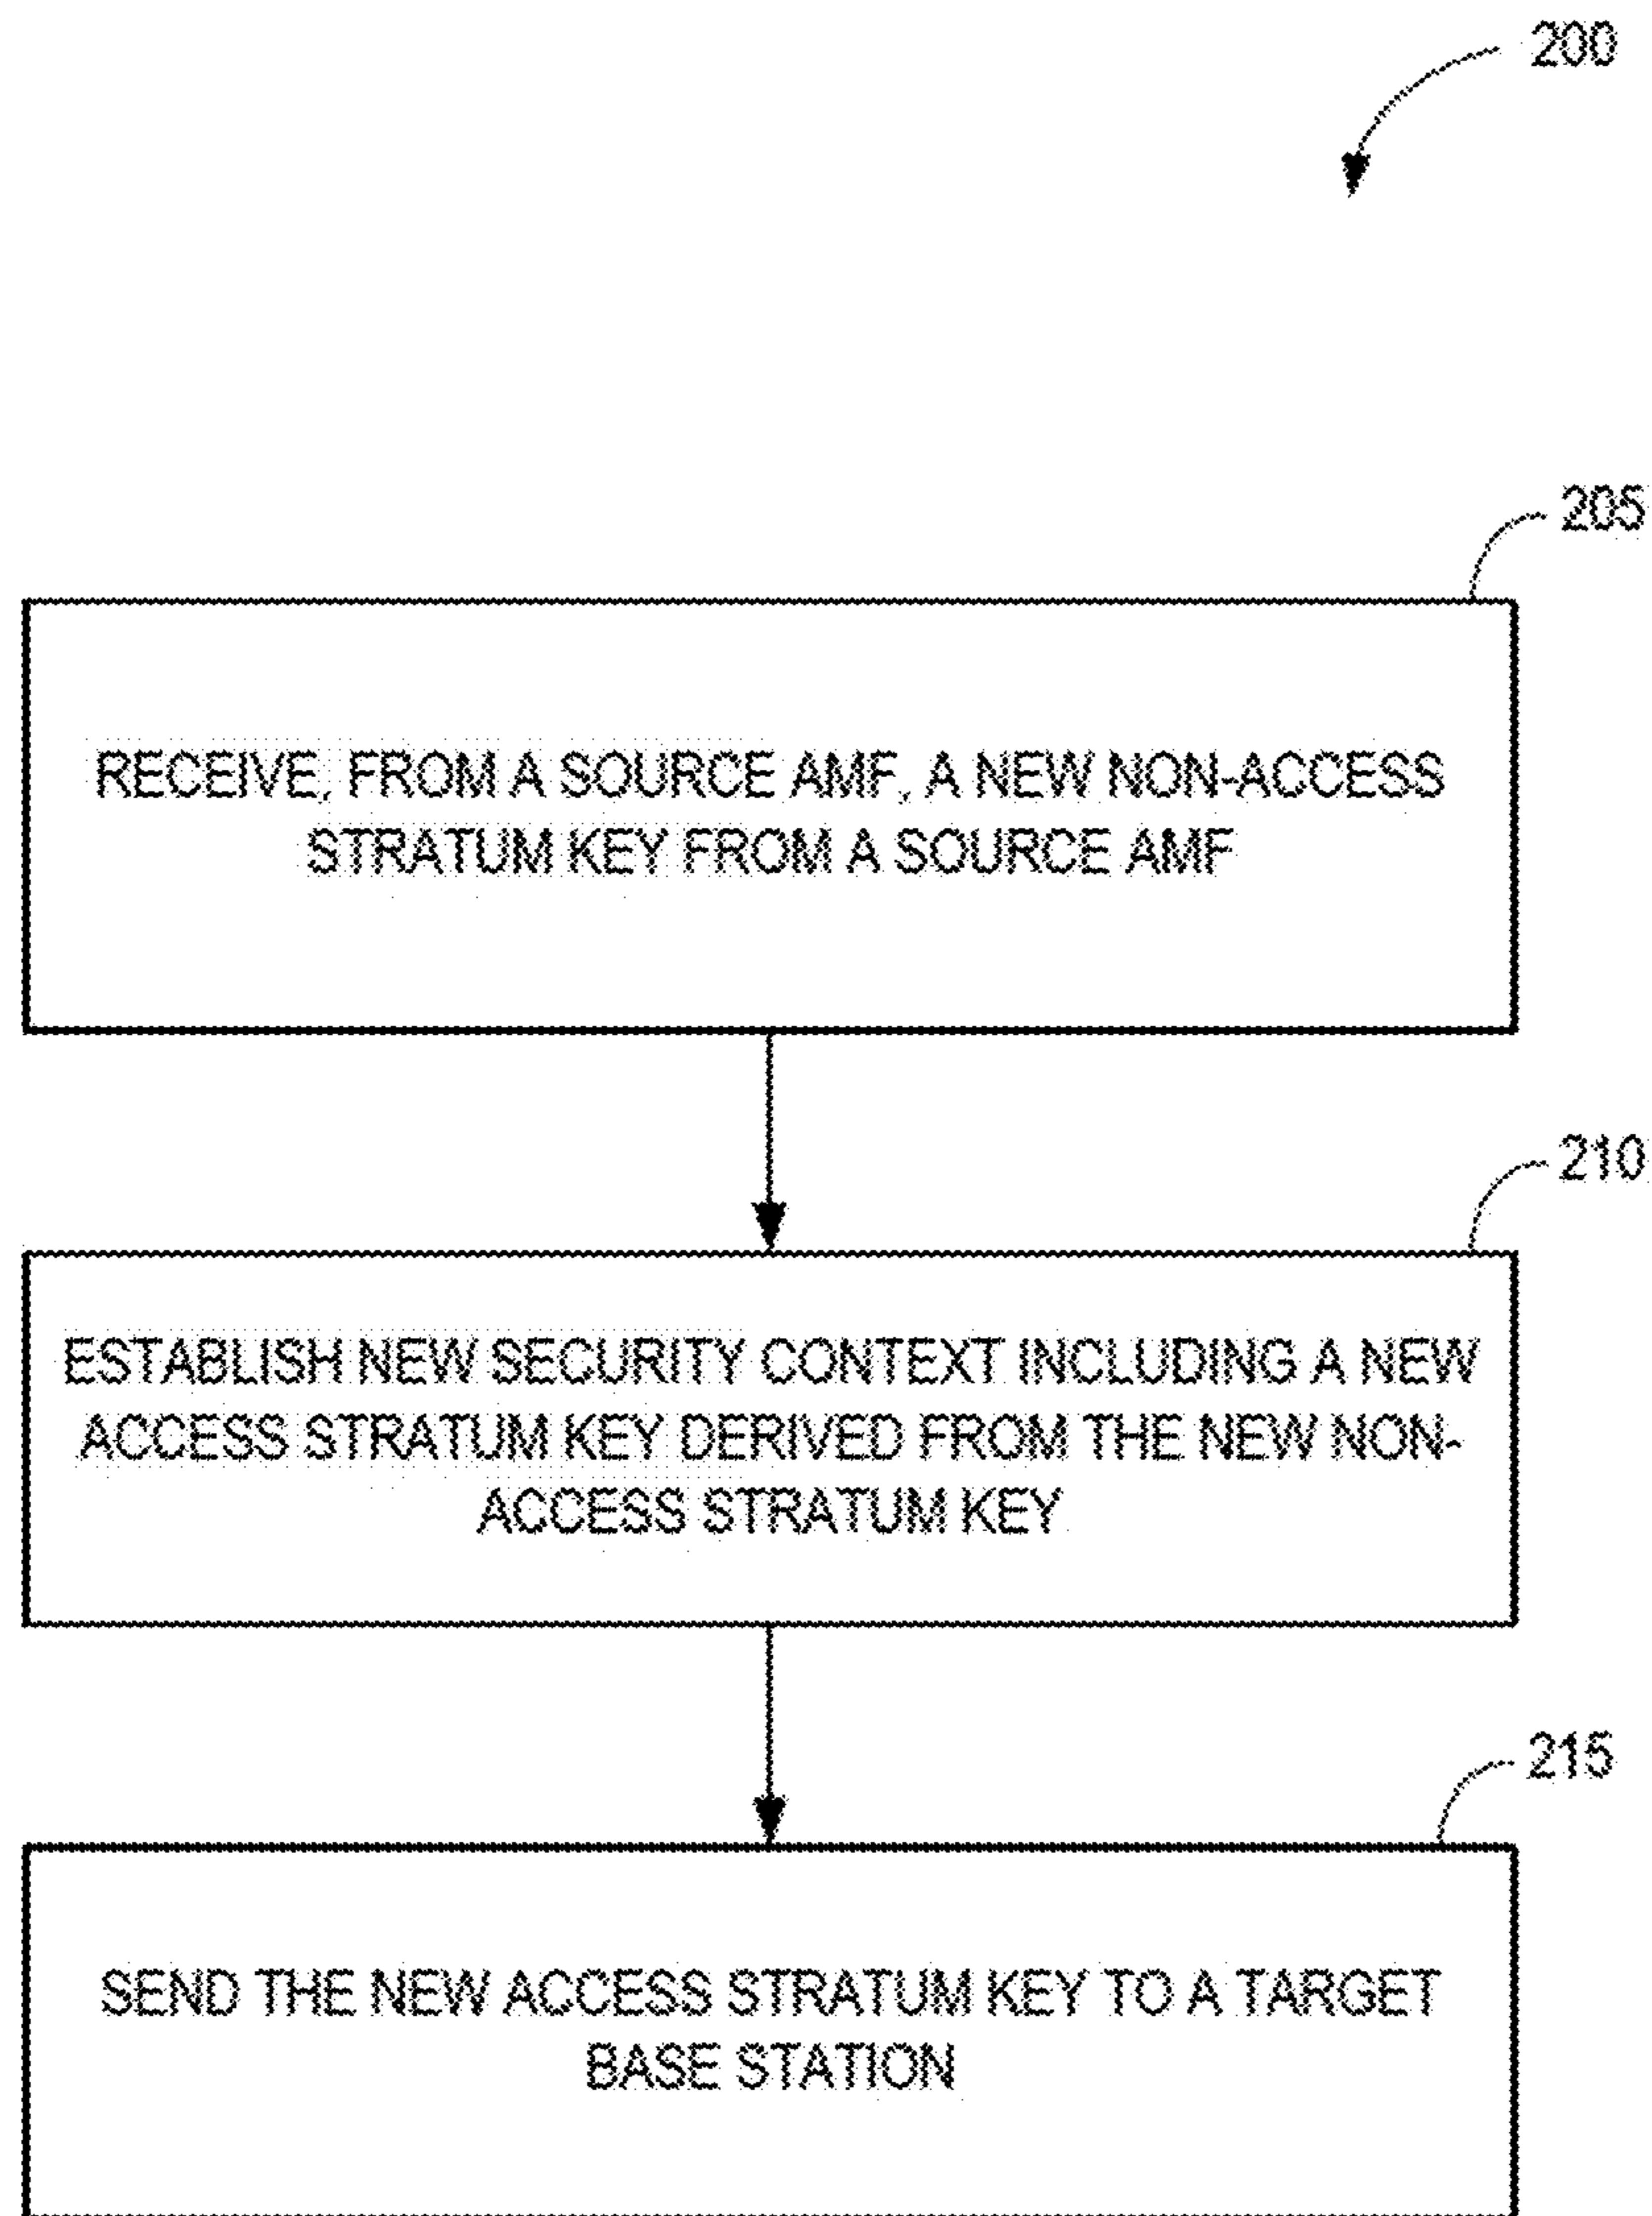 200
205
RECEIVE, FROM A SOURCE AMF, A NEW NON-ACCESS
STRATUM KEY FROM A SOURCE AMF
210
ESTABLISH NEW SECURITY CONTEXT INCLUDING A NEW
ACCESS STRATUM KEY DERIVED FROM THE NEW NON-
ACCESS STRATUM KEY
215
SEND THE NEW ACCESS STRATUM KEY TO A TARGET
BASE STATION